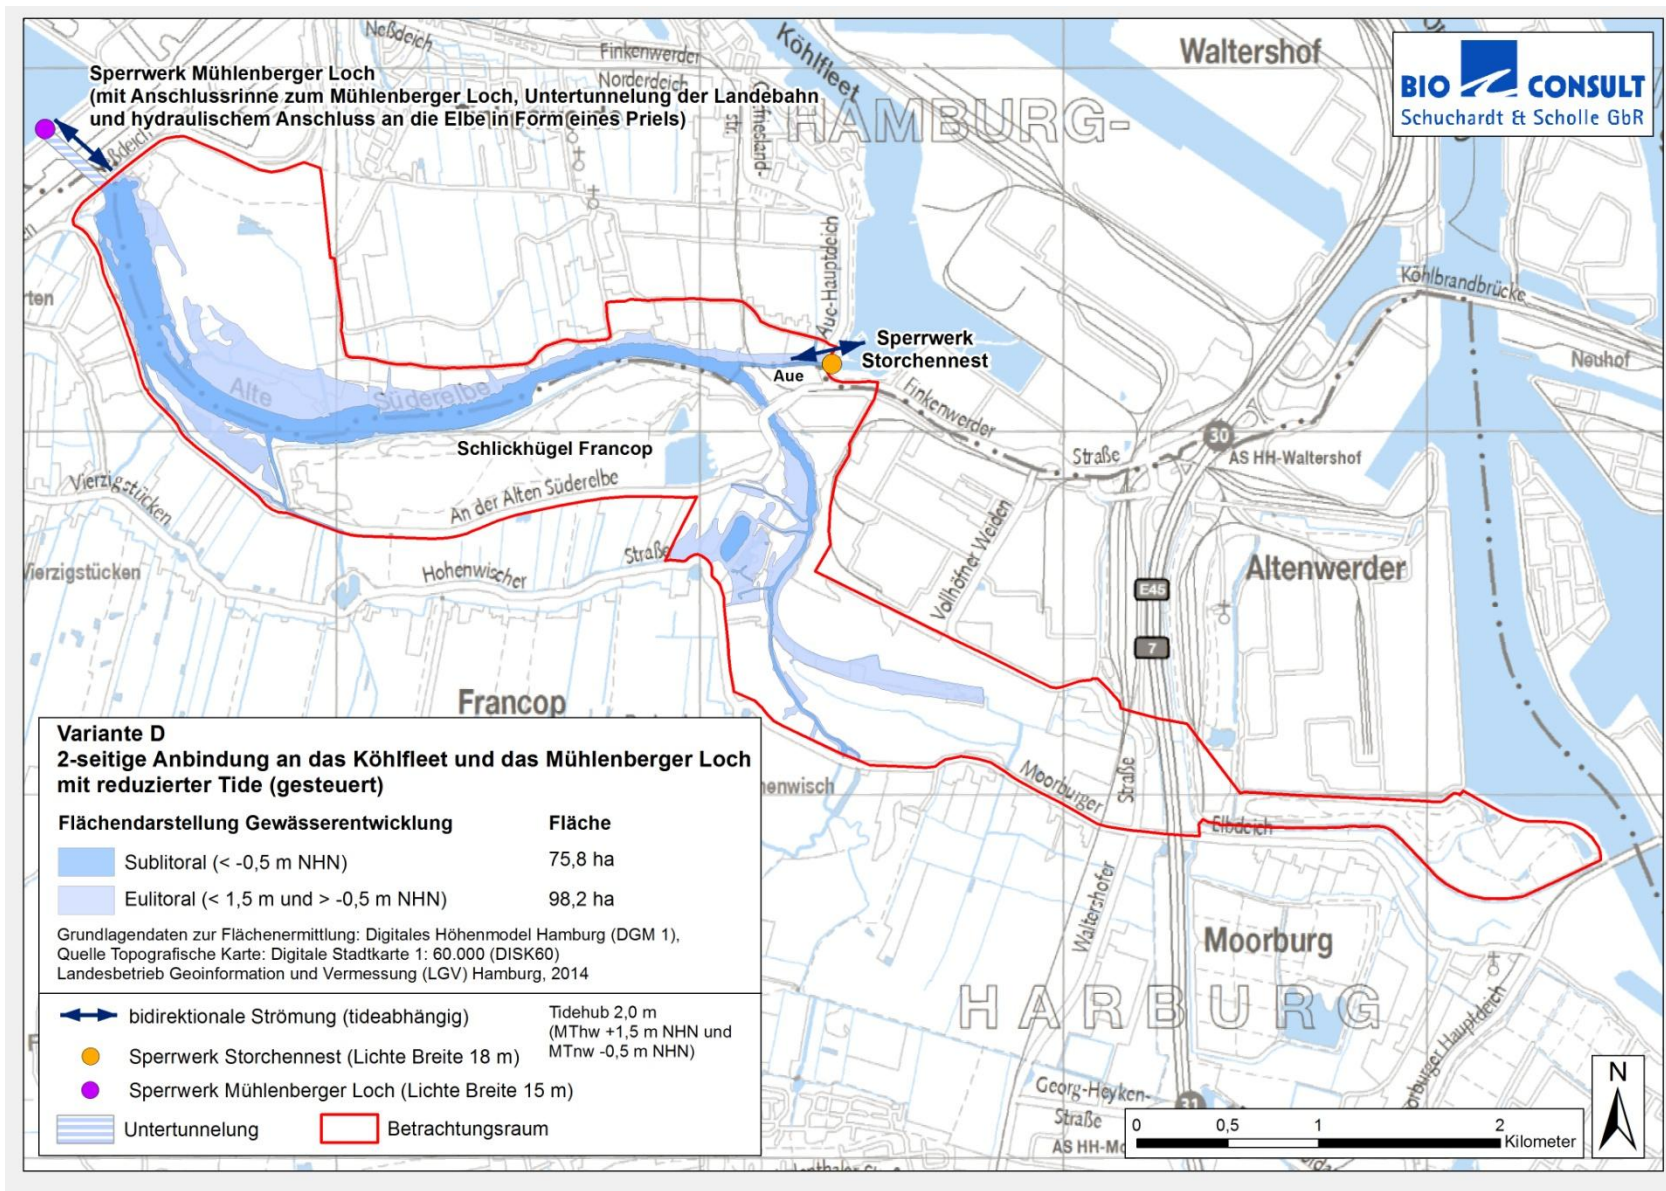 Neßdeich
Finkenwerder
Norderdeich
Köhlfleet
Waltershof
BIO CONSULT
Schuchardt & Scholle GbR
Sperrwerk Mühlenberger Loch
(mit Anschlussrinne zum Mühlenberger Loch, Untertunnelung der Landebahn
und hydraulischem Anschluss an die Elbe in Form eines Priels)
HAMBURG-
Aue-Hauptdeich
Köhlbrandbrücke
Sperrwerk
Storchennest
Aue
Neuhof
Alte
Süderelbe
Finkenwerder
Straße
30
AS HH-Waltershof
Schlickhügel Francop
An der Alten Süderelbe
Vierzigstücken
Vierzigstücken
Hohenwischer
Straße
Vollhöfner Weiden
Altenwerder
E45
7
Francop
Moorburger
Elbdeich
Straße
Waltershofer
Moorburg
HARBURG
Georg-Heyken-
Straße
31
Variante D
2-seitige Anbindung an das Köhlfleet und das Mühlenberger Loch
mit reduzierter Tide (gesteuert)
Flächendarstellung Gewässerentwicklung Fläche
Sublitoral (< -0,5 m NHN) 75,8 ha
Eulitoral (< 1,5 m und > -0,5 m NHN) 98,2 ha
Grundlagendaten zur Flächenermittlung: Digitales Höhenmodel Hamburg (DGM 1),
Quelle Topografische Karte: Digitale Stadtkarte 1: 60.000 (DISK60)
Landesbetrieb Geoinformation und Vermessung (LGV) Hamburg, 2014
bidirektionale Strömung (tideabhängig)
Tidehub 2,0 m
(MThw +1,5 m NHN und
MTnw -0,5 m NHN)
Sperrwerk Storchennest (Lichte Breite 18 m)
Sperrwerk Mühlenberger Loch (Lichte Breite 15 m)
Untertunnelung Betrachtungsraum
N
0 0,5 1 2
Kilometer